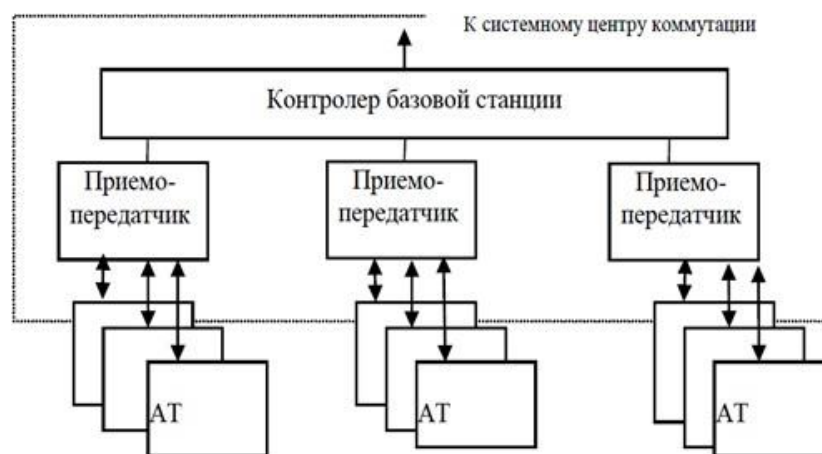 К системному центру коммутации
Контролер базовой станции
Приемо-
передатчик
Приемо-
передатчик
Приемо-
передатчик
АТ
АТ
АТ